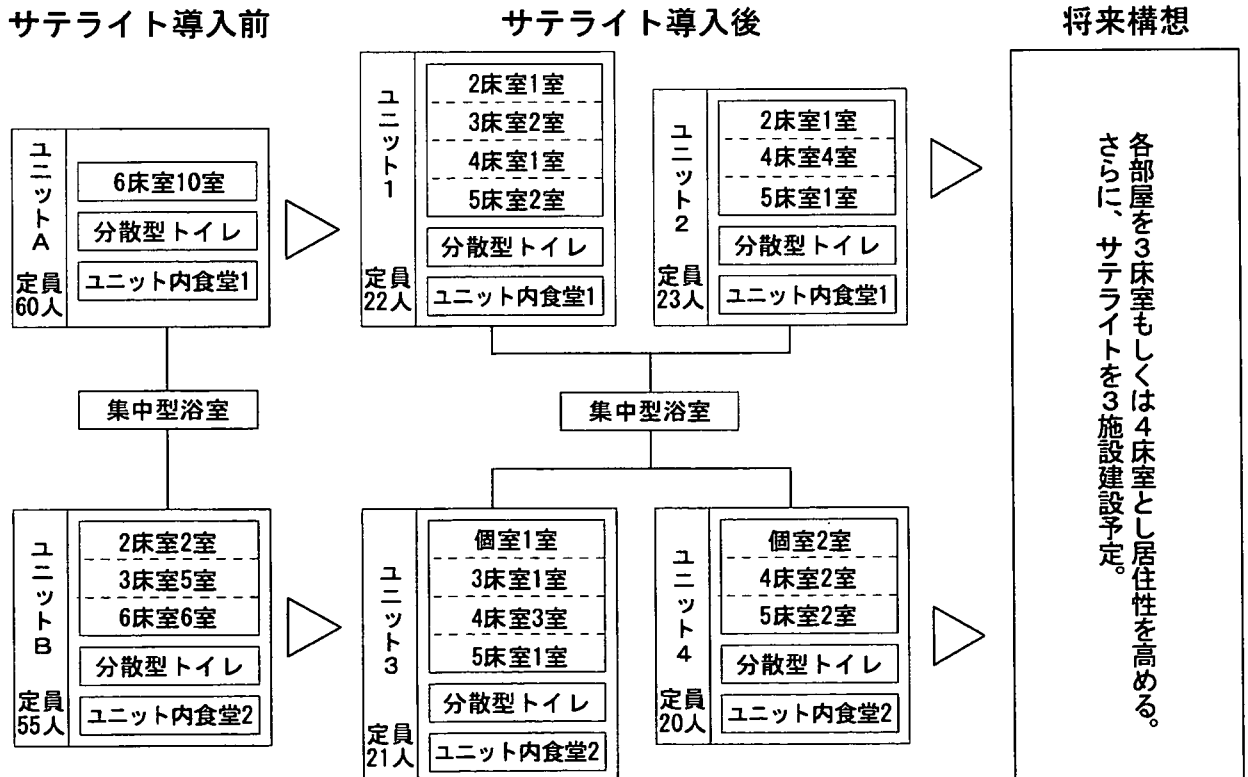 サテライト導入前
サテライト導入後
将来構想
ユニットA
定員
60人
6床室10室
分散型トイレ
ユニット内食堂1
集中型浴室
ユニットB
定員
55人
2床室2室
3床室5室
6床室6室
分散型トイレ
ユニット内食堂2
ユニット1
定員
22人
2床室1室
3床室2室
4床室1室
5床室2室
分散型トイレ
ユニット内食堂1
ユニット2
定員
23人
2床室1室
4床室4室
5床室1室
分散型トイレ
ユニット内食堂1
集中型浴室
ユニット3
定員
21人
個室1室
3床室1室
4床室3室
5床室1室
分散型トイレ
ユニット内食堂2
ユニット4
定員
20人
個室2室
4床室2室
5床室2室
分散型トイレ
ユニット内食堂2
各部屋を3床室もしくは4床室とし居住性を高める。
さらに、サテライトを3施設建設予定。